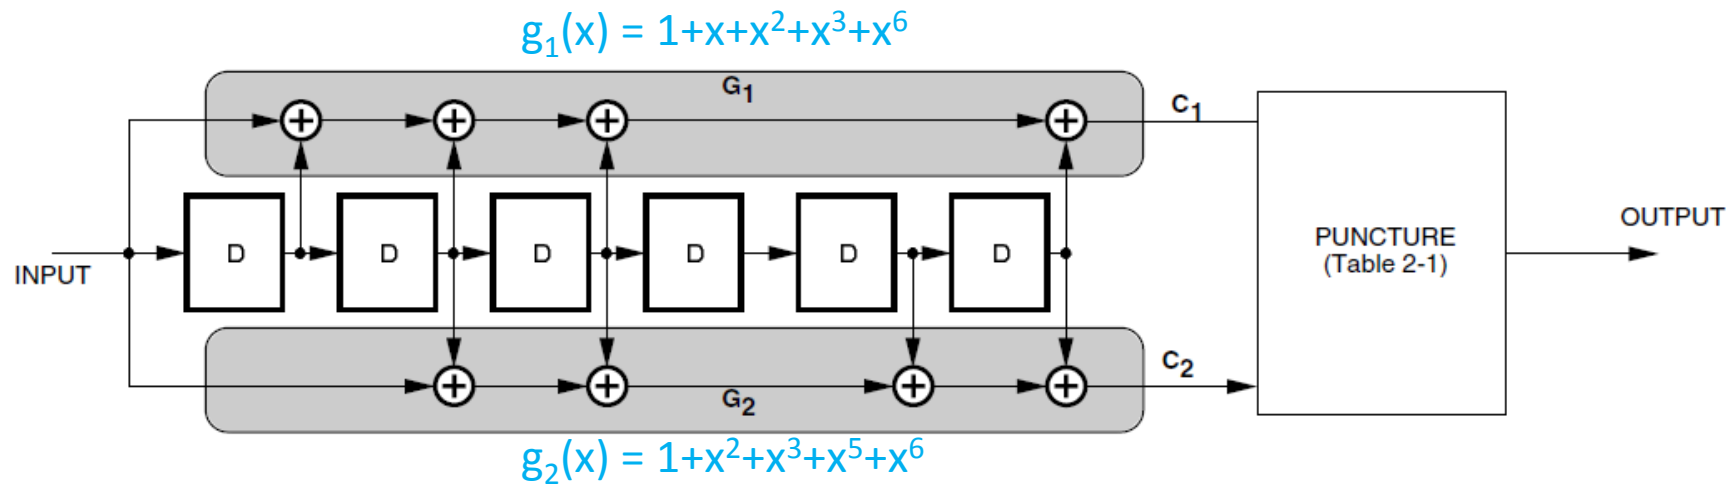 g₁(x) = 1+x+x²+x³+x⁶
G₁
C₁
D D D D D D
INPUT
PUNCTURE
(Table 2-1)
OUTPUT
C₂
G₂
g₂(x) = 1+x²+x³+x⁵+x⁶